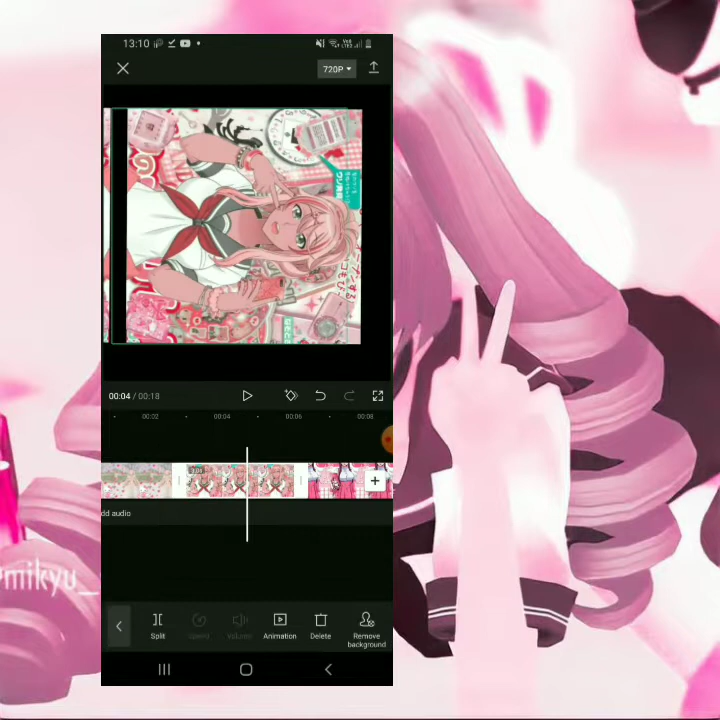 13:10
720P
00:04 / 00:18
00:02
00:04
00:06
00:08
dd audio
mikyu_
Split
Speed
Volume
Animation
Delete
Remove
background